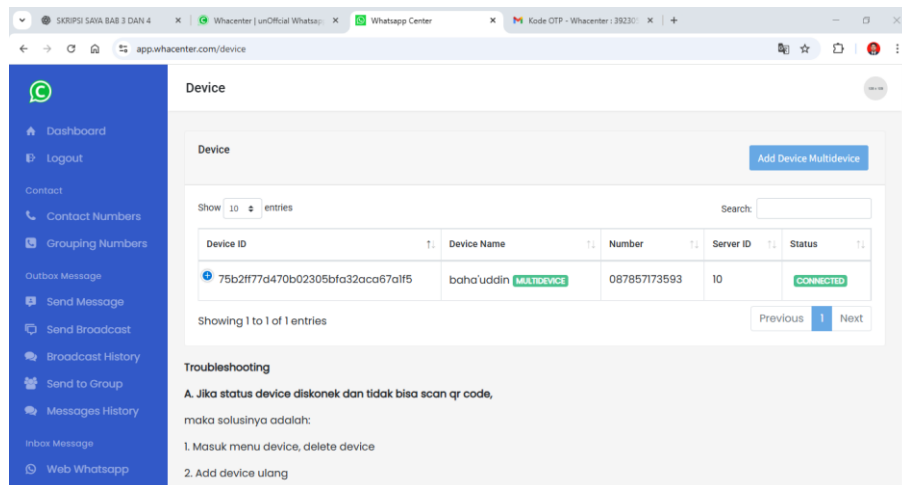 SKRIPSI SAYA BAB 3 DAN 4
Whacenter | unOffcial Whatsap
Whatsapp Center
Kode OTP - Whacenter : 39230
app.whacenter.com/device
Device
Dashboard
Logout
Contact
Contact Numbers
Grouping Numbers
Outbox Message
Send Message
Send Broadcast
Broadcast History
Send to Group
Messages History
Inbox Message
Web Whatsapp
Device
Add Device Multidevice
Show 10 entries
Search:
Device ID Device Name Number Server ID Status
75b2ff77d470b02305bfa32aca67a1f5 baha'uddin MULTIDEVICE 087857173593 10 CONNECTED
Showing 1 to 1 of 1 entries
Previous 1 Next
Troubleshooting
A. Jika status device diskonek dan tidak bisa scan qr code,
maka solusinya adalah:
1. Masuk menu device, delete device
2. Add device ulang